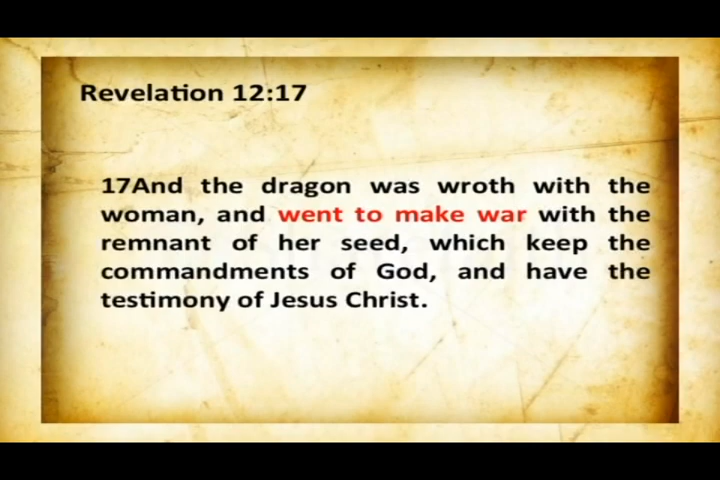 Revelation 12:17
17And the dragon was wroth with the
woman, and went to make war with the
remnant of her seed, which keep the
commandments of God, and have the
testimony of Jesus Christ.